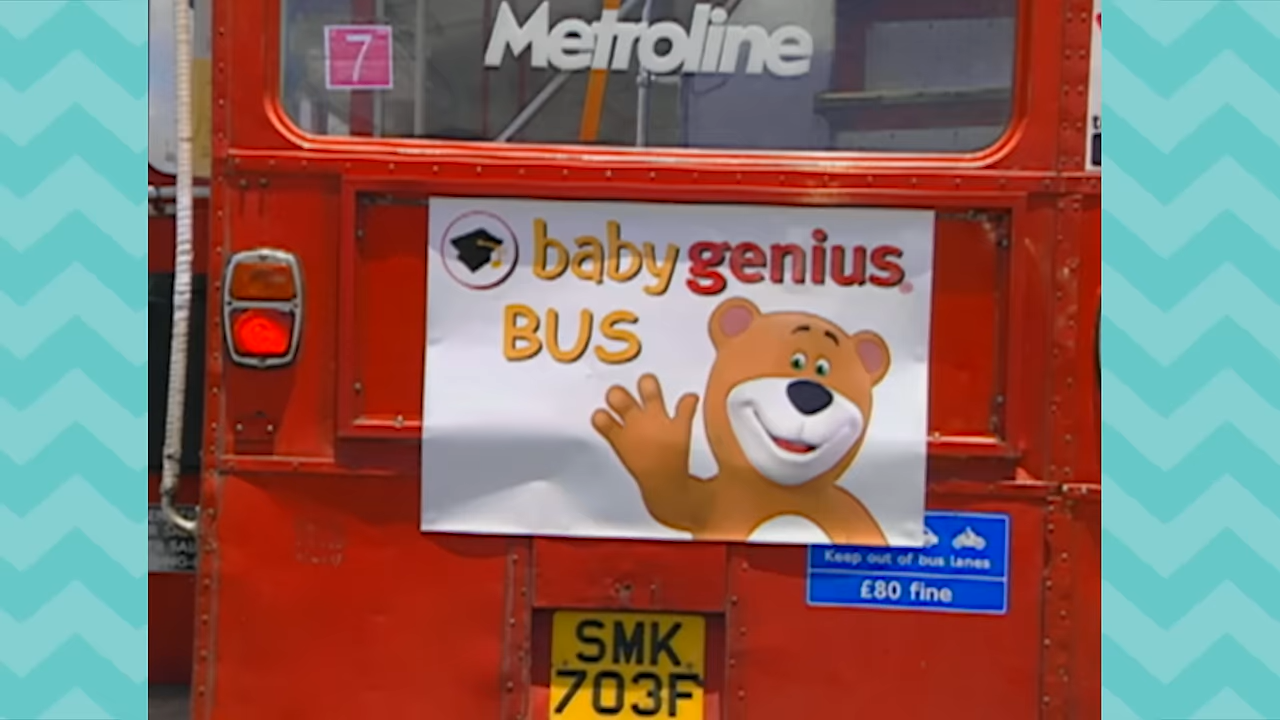 7
Metroline
baby genius
BUS
Keep out of bus lanes
£80 fine
SMK
703F